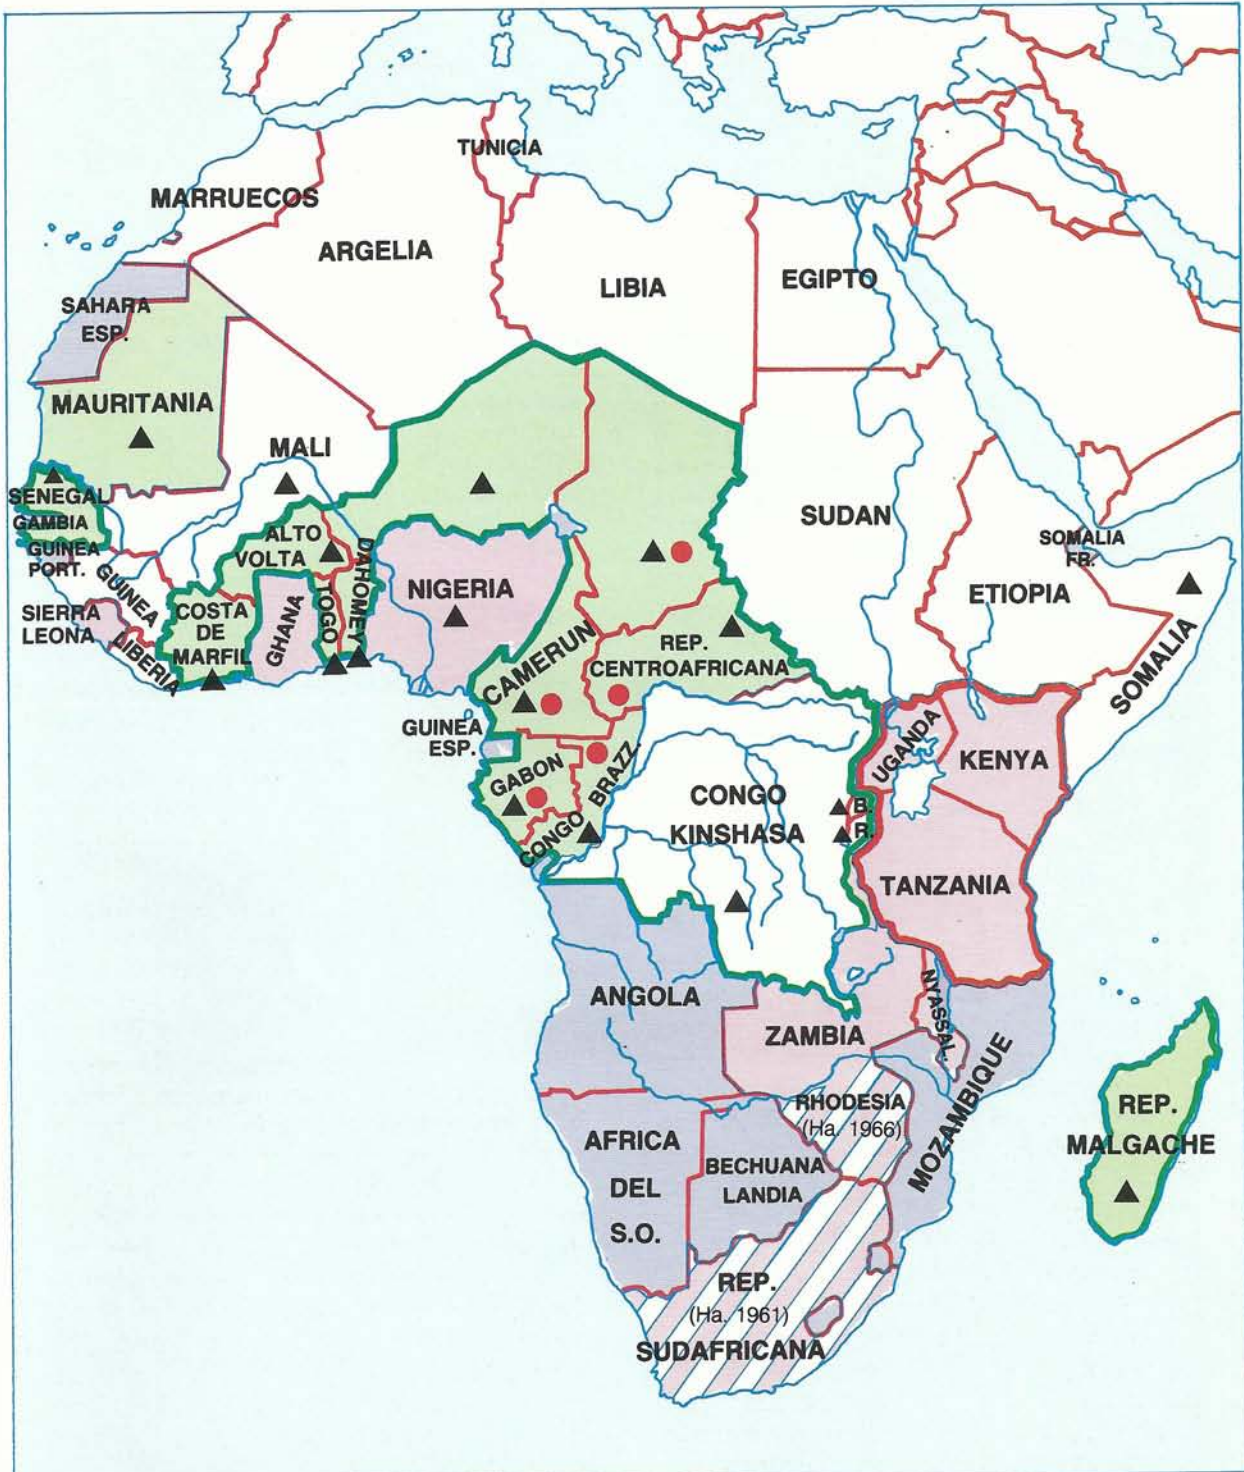 TUNICIA
MARRUECOS
ARGELIA
LIBIA
EGIPTO
SAHARA
ESP.
MAURITANIA
MALI
SENEGAL
GAMBIA
GUINEA
PORT.
GUINEA
SIERRA
LEONA
LIBERIA
COSTA
DE
MARFIL
ALTO
VOLTA
GHANA
TOGO
DAHOMEY
NIGERIA
CAMERUN
REP.
CENTROAFRICANA
SUDAN
SOMALIA
FR.
ETIOPIA
SOMALIA
GUINEA
ESP.
GABON
CONGO BRAZZ.
CONGO
KINSHASA
B.
R.
UGANDA
KENYA
TANZANIA
ANGOLA
ZAMBIA
NYASSAL.
MOZAMBIQUE
RHODESIA
(Ha. 1966)
AFRICA
DEL
S.O.
BECHUANA
LANDIA
REP.
(Ha. 1961)
SUDAFRICANA
REP.
MALGACHE